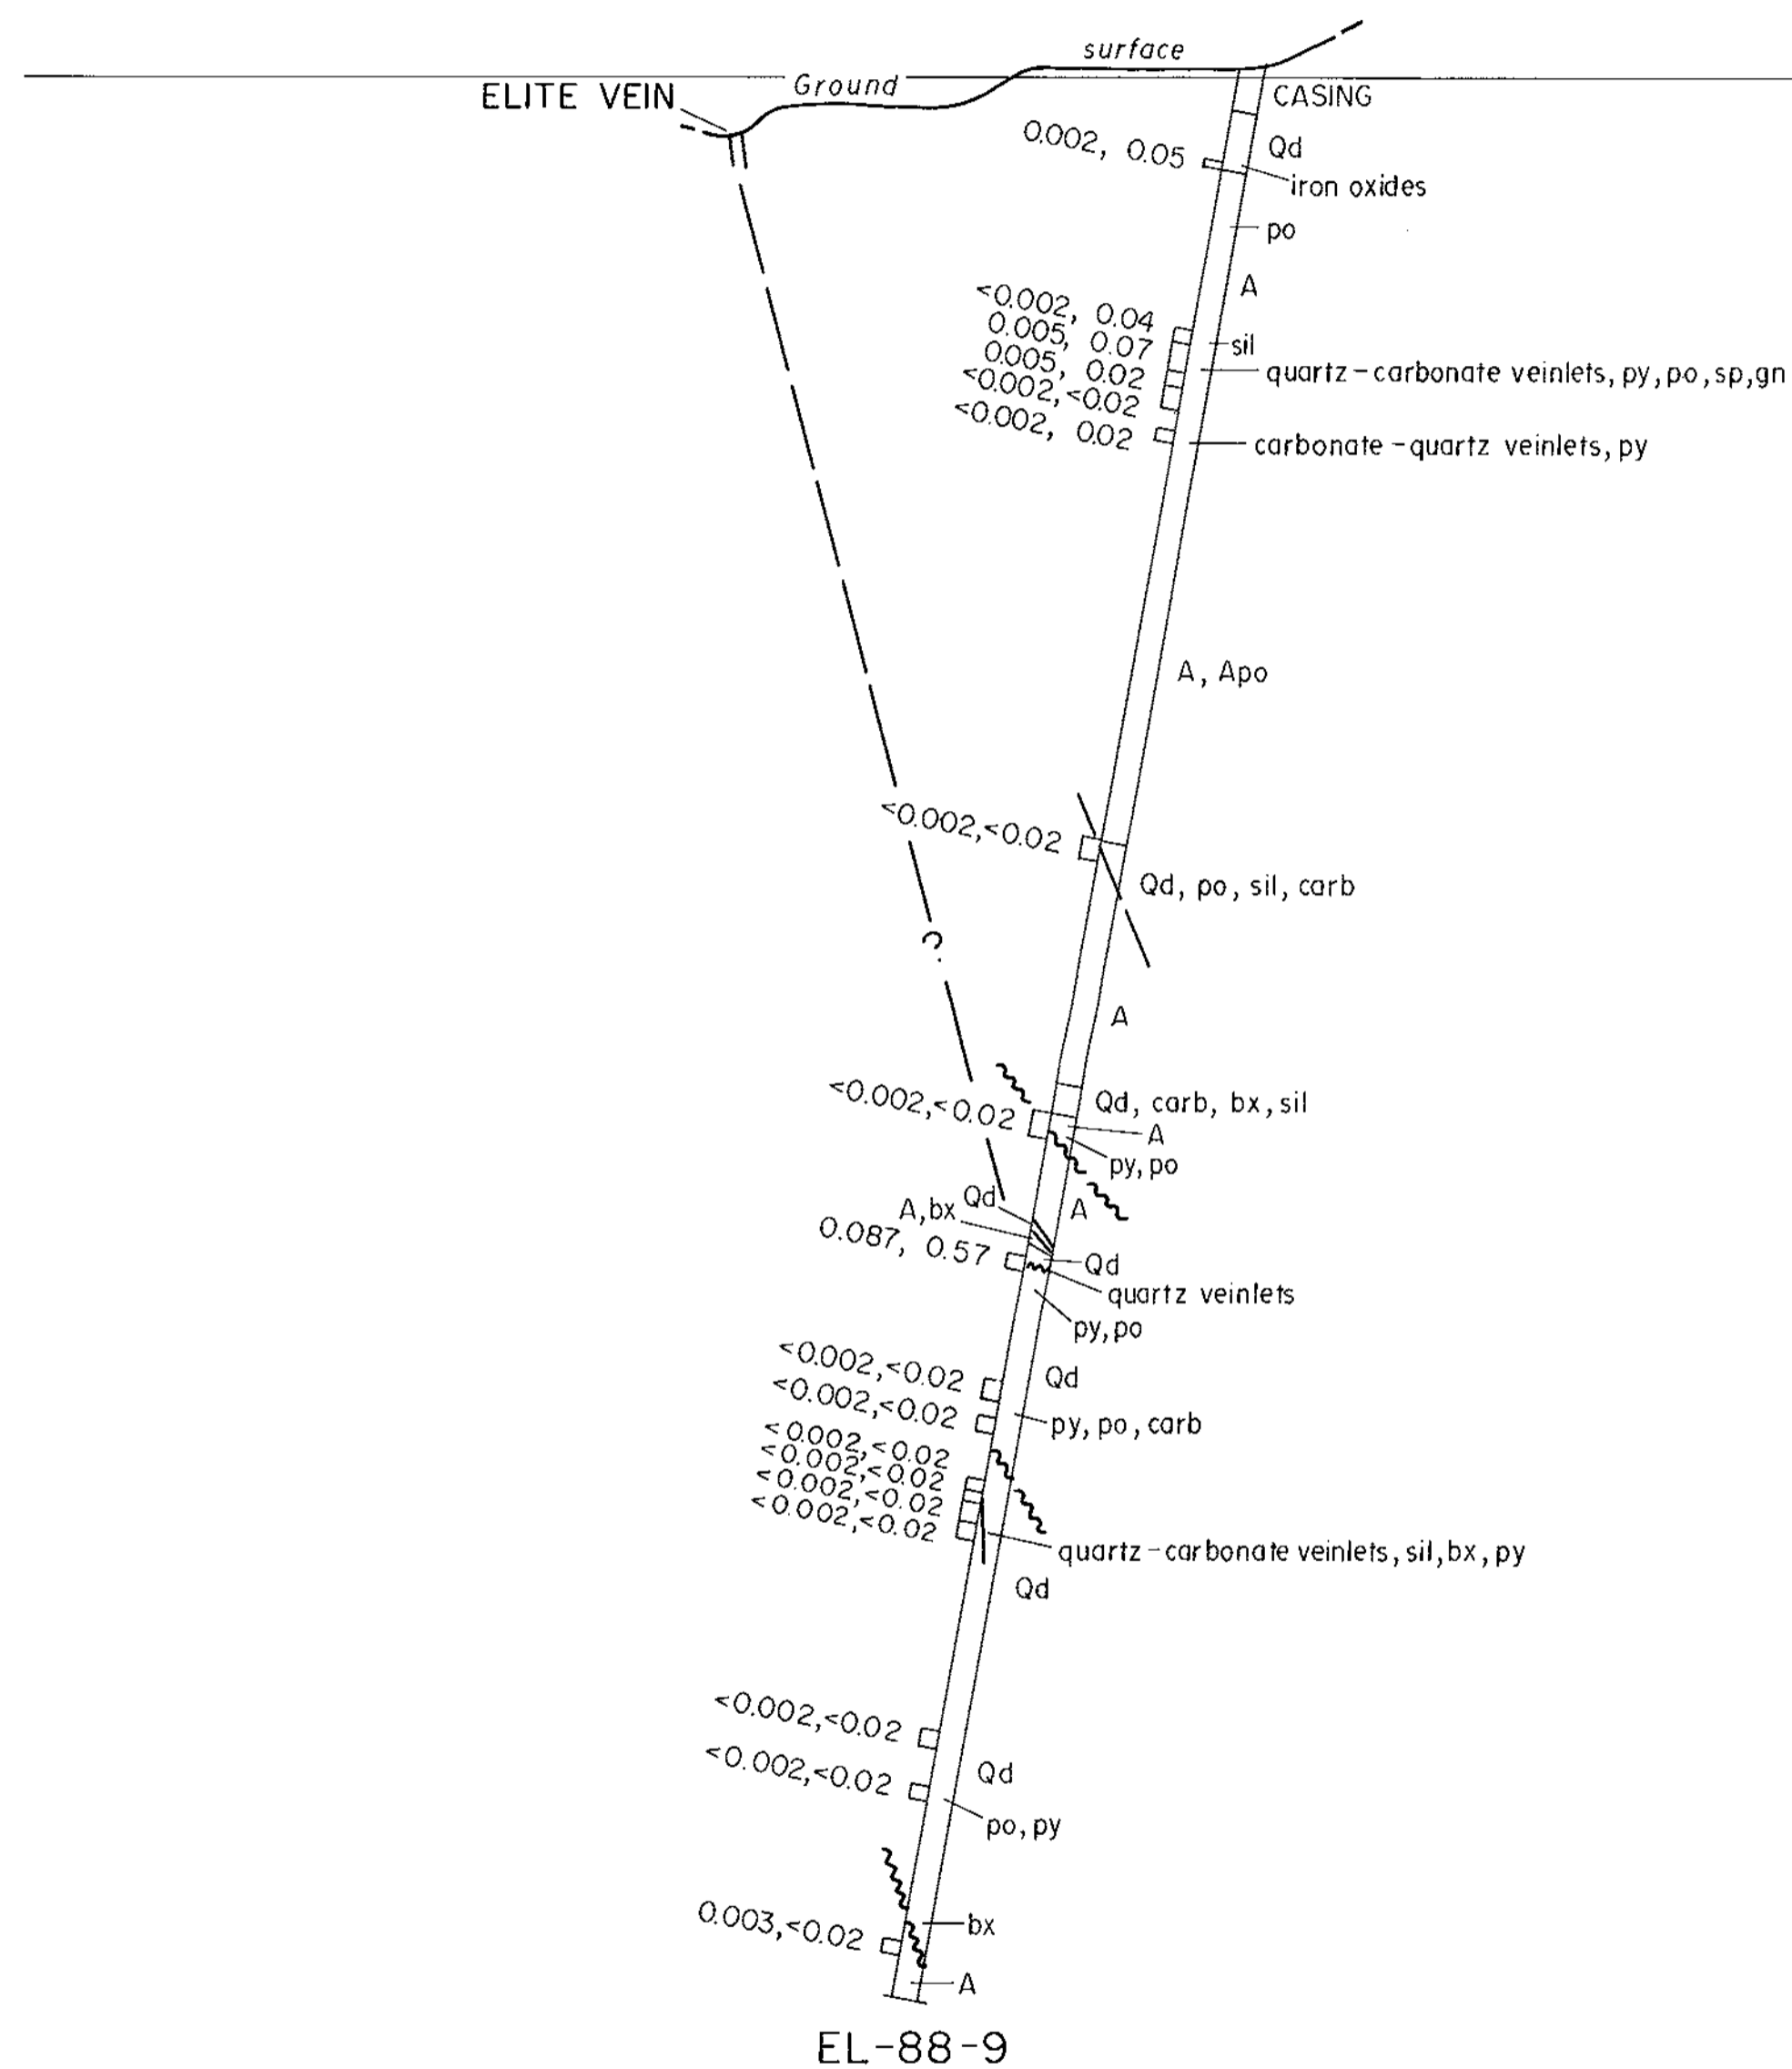 surface
Ground
ELITE VEIN
CASING
0.002, 0.05
Qd
iron oxides
po
A
<0.002, 0.04
0.005, 0.07
0.005, 0.02
<0.002,<0.02
<0.002, 0.02
sil
quartz-carbonate veinlets, py, po, sp, gn
carbonate-quartz veinlets, py
A, Apo
<0.002,<0.02
Qd, po, sil, carb
?
A
<0.002,<0.02
Qd, carb, bx, sil
A
py, po
Qd
A
A, bx
0.087, 0.57
Qd
quartz veinlets
py, po
<0.002,<0.02
Qd
<0.002,<0.02
py, po, carb
<0.002,<0.02
<0.002,<0.02
<0.002,<0.02
<0.002,<0.02
quartz-carbonate veinlets, sil, bx, py
Qd
<0.002,<0.02
<0.002,<0.02
Qd
po, py
0.003,<0.02
bx
A
EL-88-9